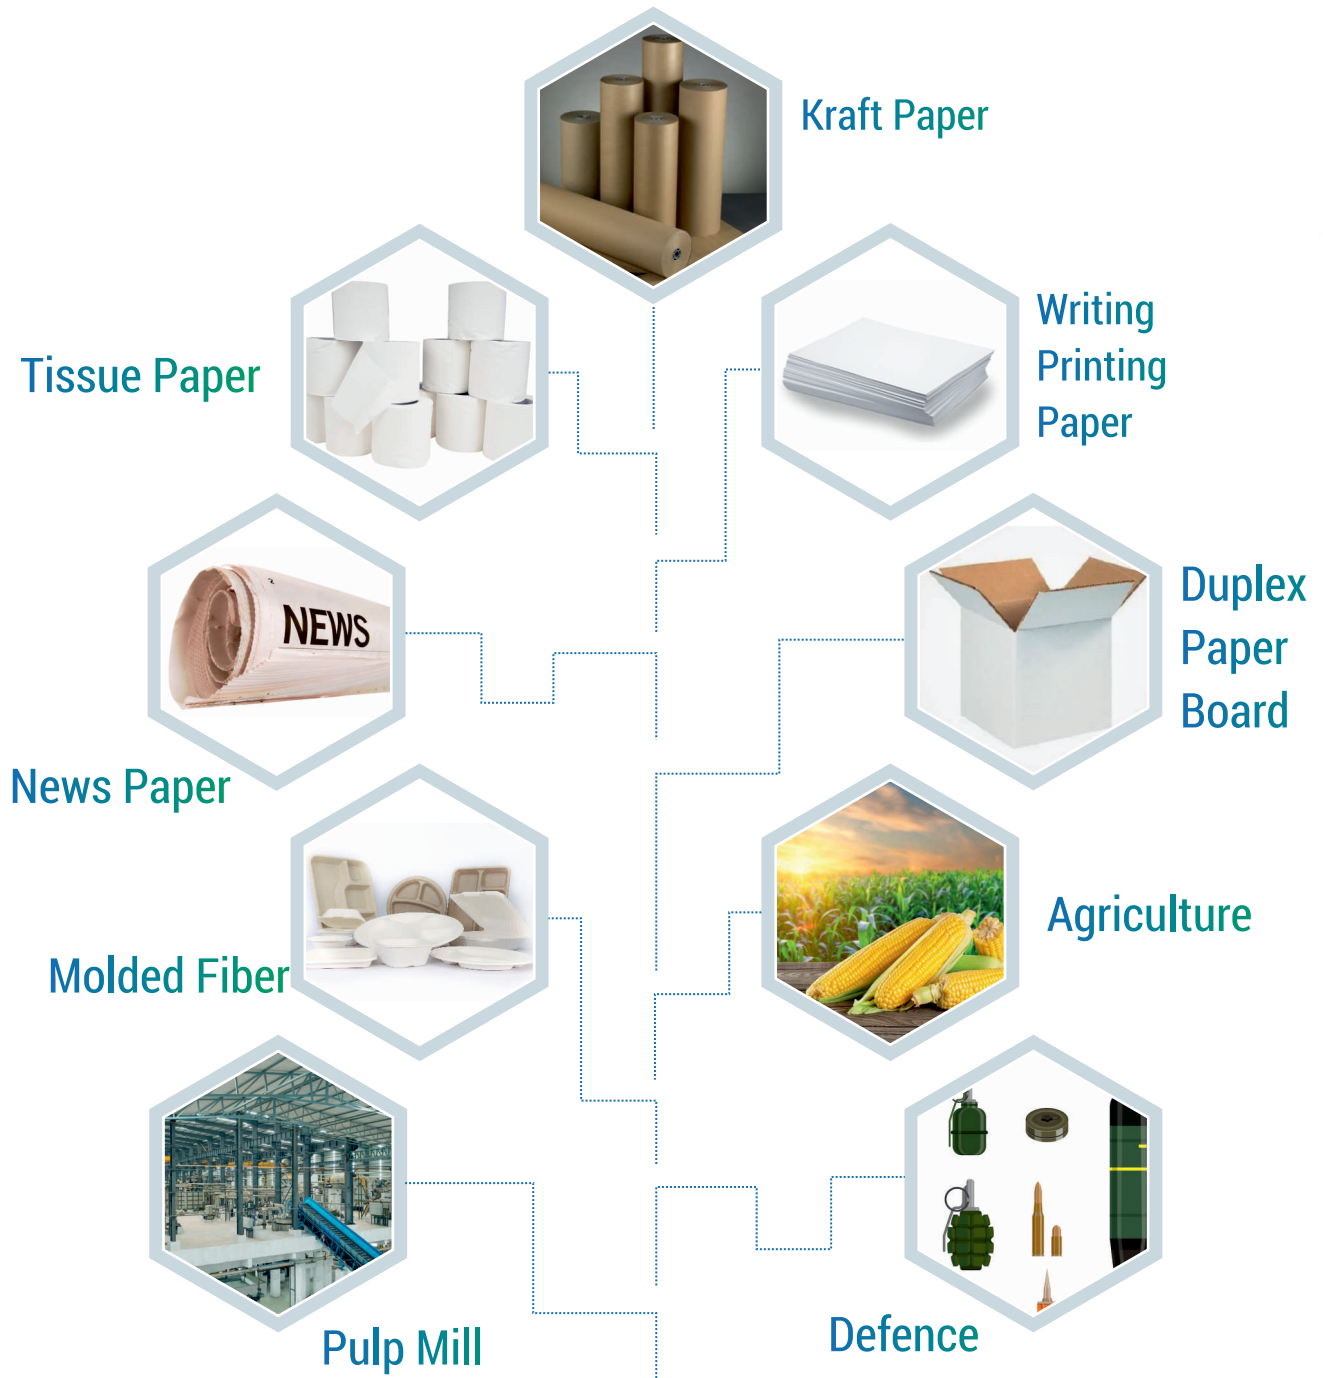 Kraft Paper
Tissue Paper
Writing
Printing
Paper
NEWS
News Paper
Duplex
Paper
Board
Molded Fiber
Agriculture
Pulp Mill
Defence